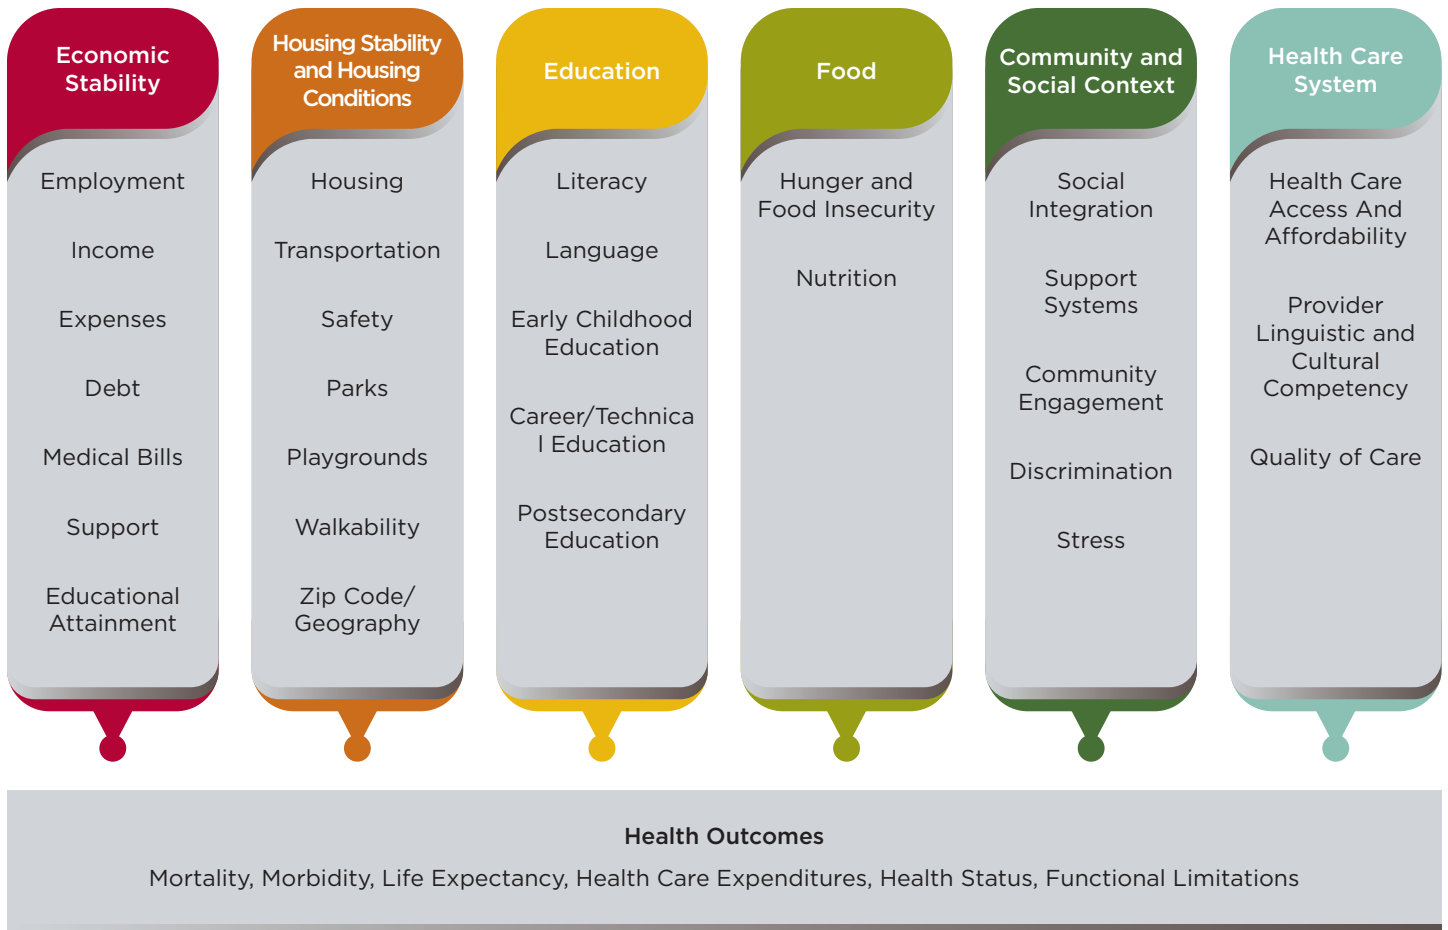 Economic
Stability
Employment
Income
Expenses
Debt
Medical Bills
Support
Educational
Attainment
Housing Stability
and Housing
Conditions
Housing
Transportation
Safety
Parks
Playgrounds
Walkability
Zip Code/
Geography
Education
Literacy
Language
Early Childhood
Education
Career/Technica
l Education
Postsecondary
Education
Food
Hunger and
Food Insecurity
Nutrition
Community and
Social Context
Social
Integration
Support
Systems
Community
Engagement
Discrimination
Stress
Health Care
System
Health Care
Access And
Affordability
Provider
Linguistic and
Cultural
Competency
Quality of Care
Health Outcomes
Mortality, Morbidity, Life Expectancy, Health Care Expenditures, Health Status, Functional Limitations